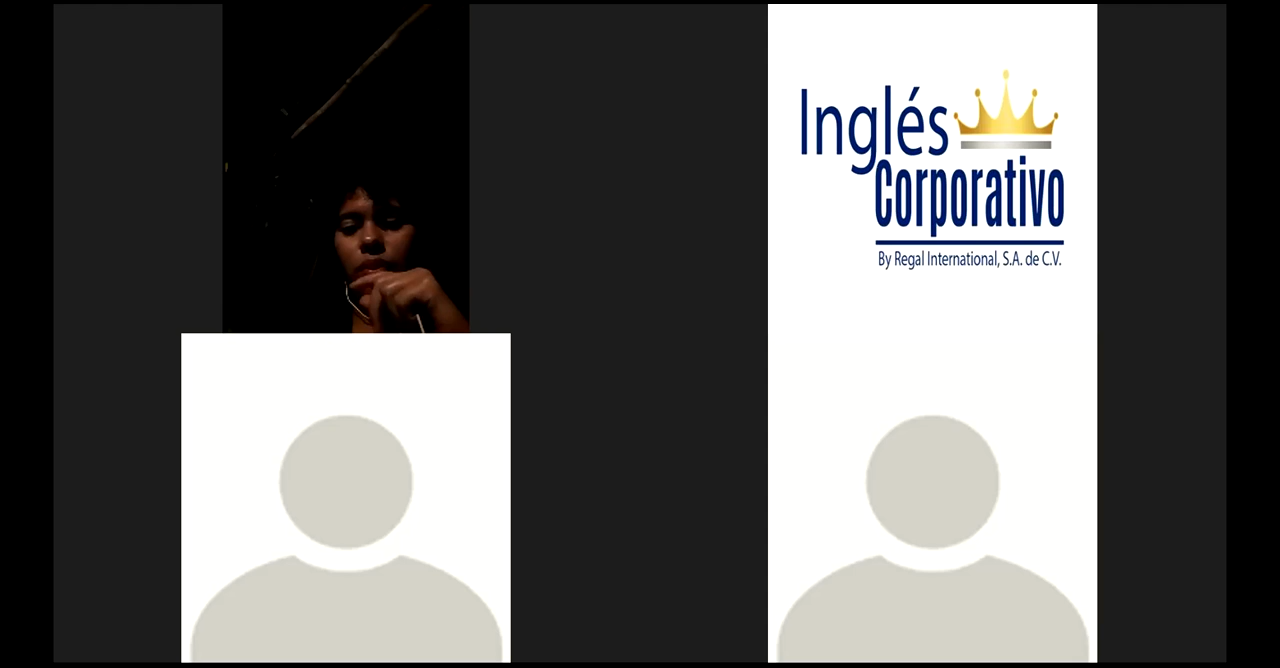 Inglés
Corporativo
By Regal International, S.A. de C.V.